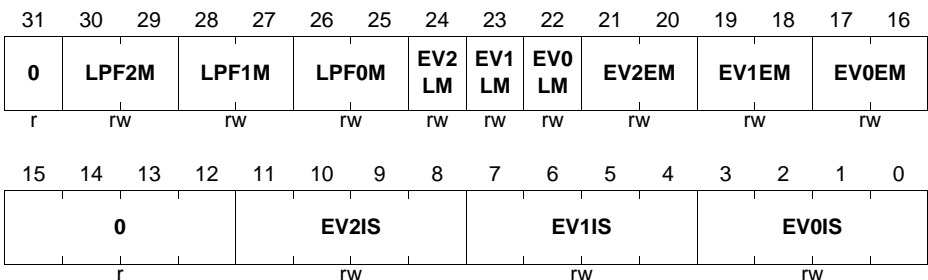 31 30 29 28 27 26 25 24 23 22 21 20 19 18 17 16
0 LPF2M LPF1M LPF0M EV2 LM EV1 LM EV0 LM EV2EM EV1EM EV0EM
r rw rw rw rw rw rw rw rw rw
15 14 13 12 11 10 9 8 7 6 5 4 3 2 1 0
0 EV2IS EV1IS EV0IS
r rw rw rw